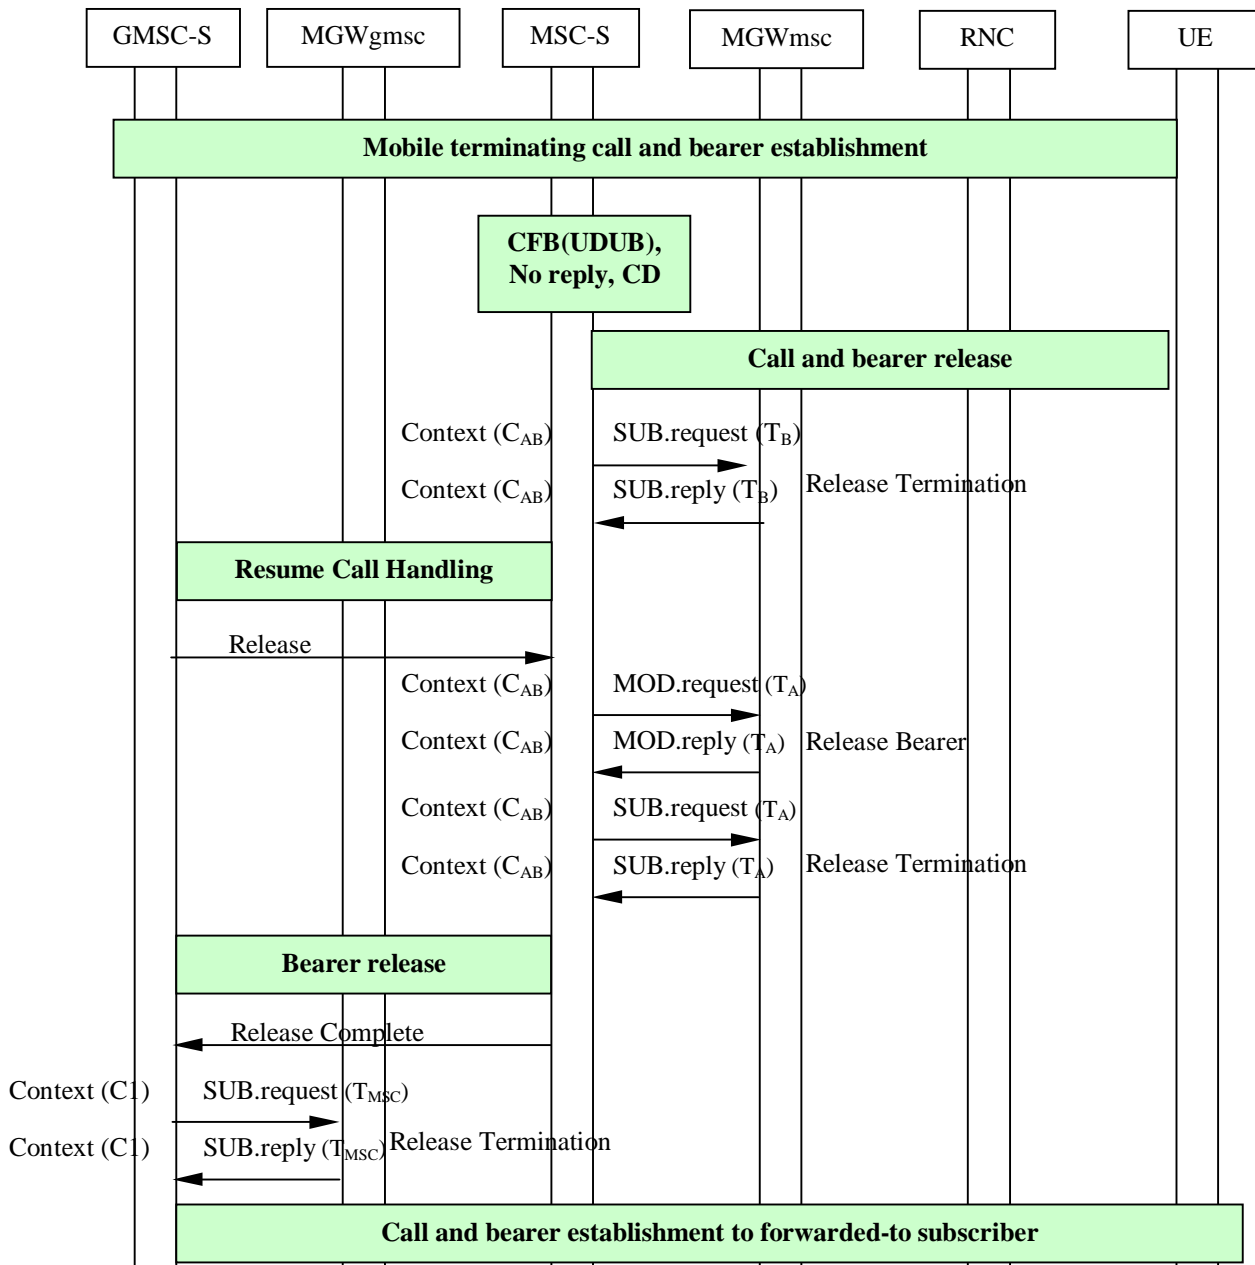 GMSC-S MGWgmsc MSC-S MGWmsc RNC UE
Mobile terminating call and bearer establishment
CFB(UDUB),
No reply, CD
Call and bearer release
Context (CAB) SUB.request (TB)
Context (CAB) SUB.reply (TB) Release Termination
Resume Call Handling
Release
Context (CAB) MOD.request (TA)
Context (CAB) MOD.reply (TA) Release Bearer
Context (CAB) SUB.request (TA)
Context (CAB) SUB.reply (TA) Release Termination
Bearer release
Release Complete
Context (C1) SUB.request (TMSC)
Context (C1) SUB.reply (TMSC) Release Termination
Call and bearer establishment to forwarded-to subscriber